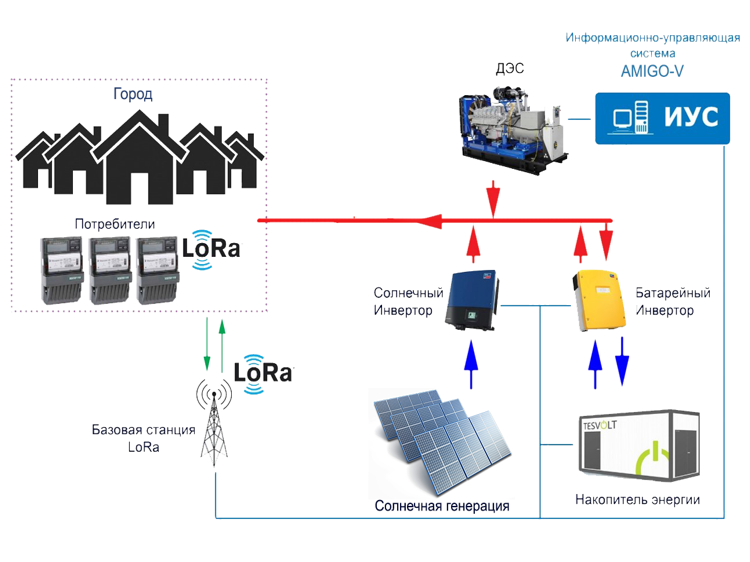 Информационно-управляющая
система
AMIGO-V
ДЭС
ИУС
Город
Потребители
LoRa
Солнечный
Инвертор
Батарейный
Инвертор
LoRa
Базовая станция
LoRa
TESVOLT
Солнечная генерация
Накопитель энергии